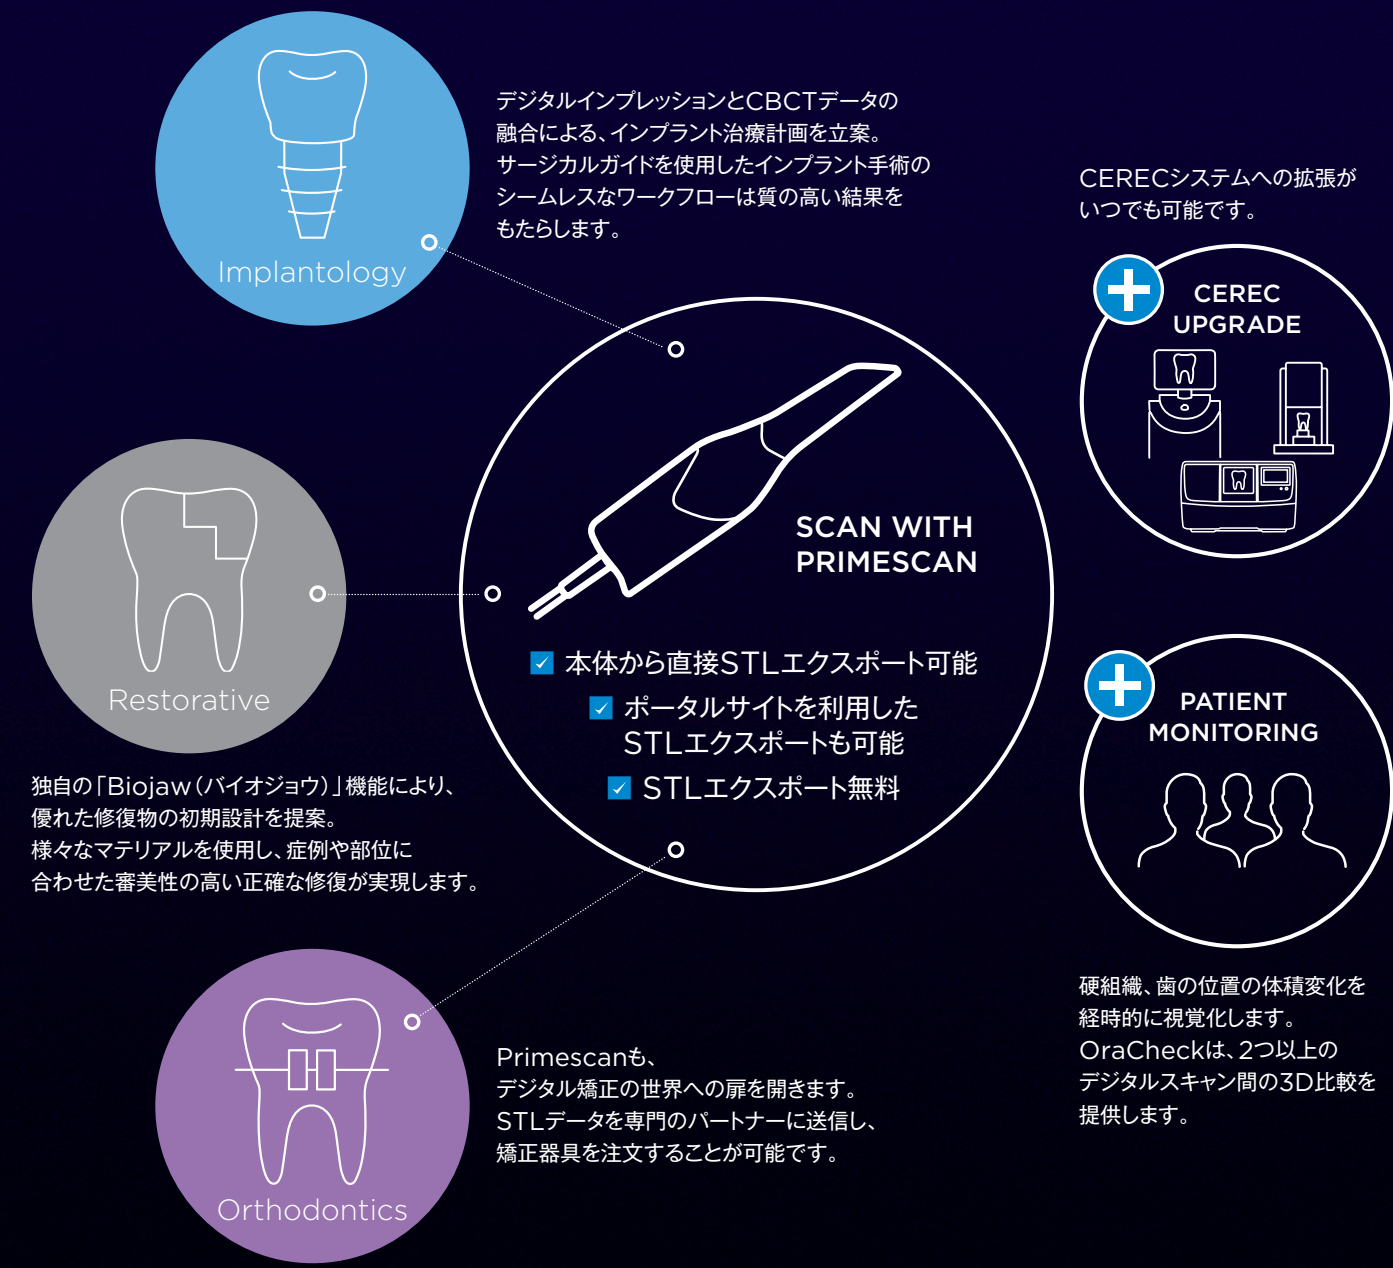 Implantology
デジタルインプレッションとCBCTデータの
融合による、インプラント治療計画を立案。
サージカルガイドを使用したインプラント手術の
シームレスなワークフローは質の高い結果を
もたらします。
Restorative
独自の「Biojaw（バイオジョウ）」機能により、
優れた修復物の初期設計を提案。
様々なマテリアルを使用し、症例や部位に
合わせた審美性の高い正確な修復が実現します。
SCAN WITH
PRIMESCAN
本体から直接STLエクスポート可能
ポータルサイトを利用した
STLエクスポートも可能
STLエクスポート無料
Orthodontics
Primescanも、
デジタル矯正の世界への扉を開きます。
STLデータを専門のパートナーに送信し、
矯正器具を注文することが可能です。
CERECシステムへの拡張が
いつでも可能です。
CEREC
UPGRADE
PATIENT
MONITORING
硬組織、歯の位置の体積変化を
経時的に視覚化します。
OraCheckは、2つ以上の
デジタルスキャン間の3D比較を
提供します。